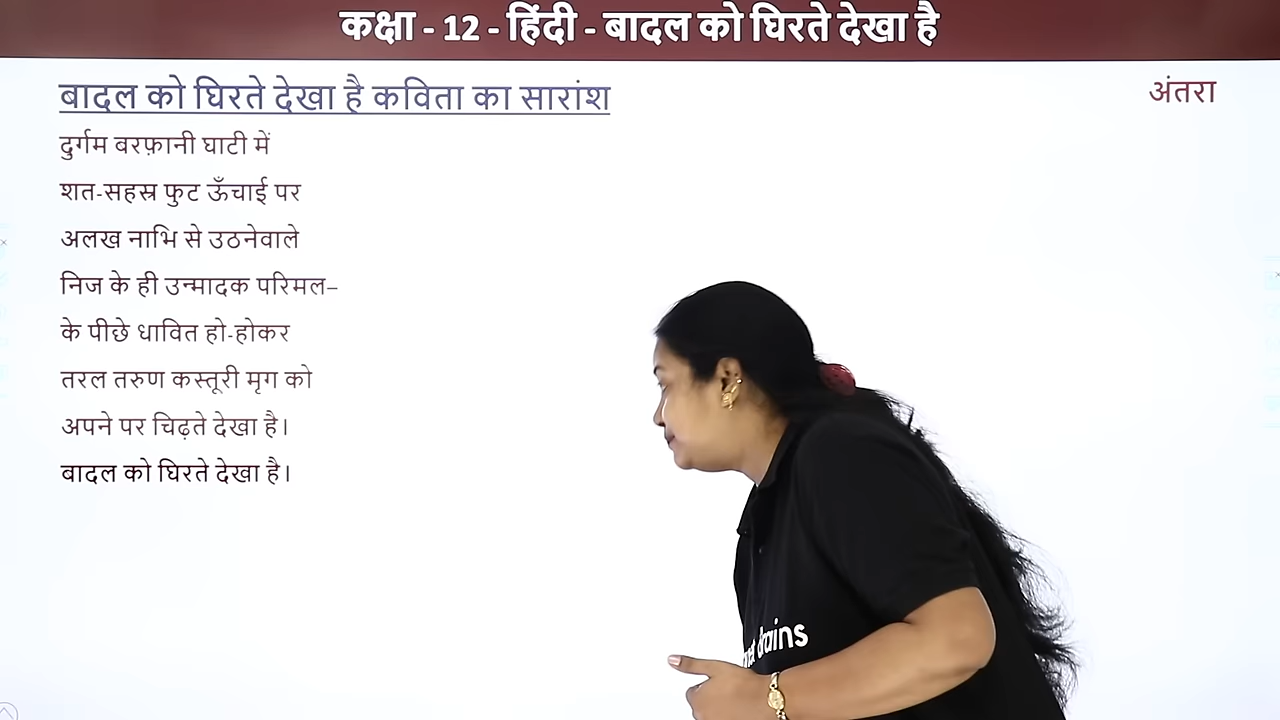 कक्षा - 12 - हिंदी - बादल को घिरते देखा है
बादल को घिरते देखा है कविता का सारांश
अंतरा
दुर्गम बरफ़ानी घाटी में
शत-सहस्र फुट ऊँचाई पर
अलख नाभि से उठनेवाले
निज के ही उन्मादक परिमल–
के पीछे धावित हो-होकर
तरल तरुण कस्तूरी मृग को
अपने पर चिढ़ते देखा है।
बादल को घिरते देखा है।